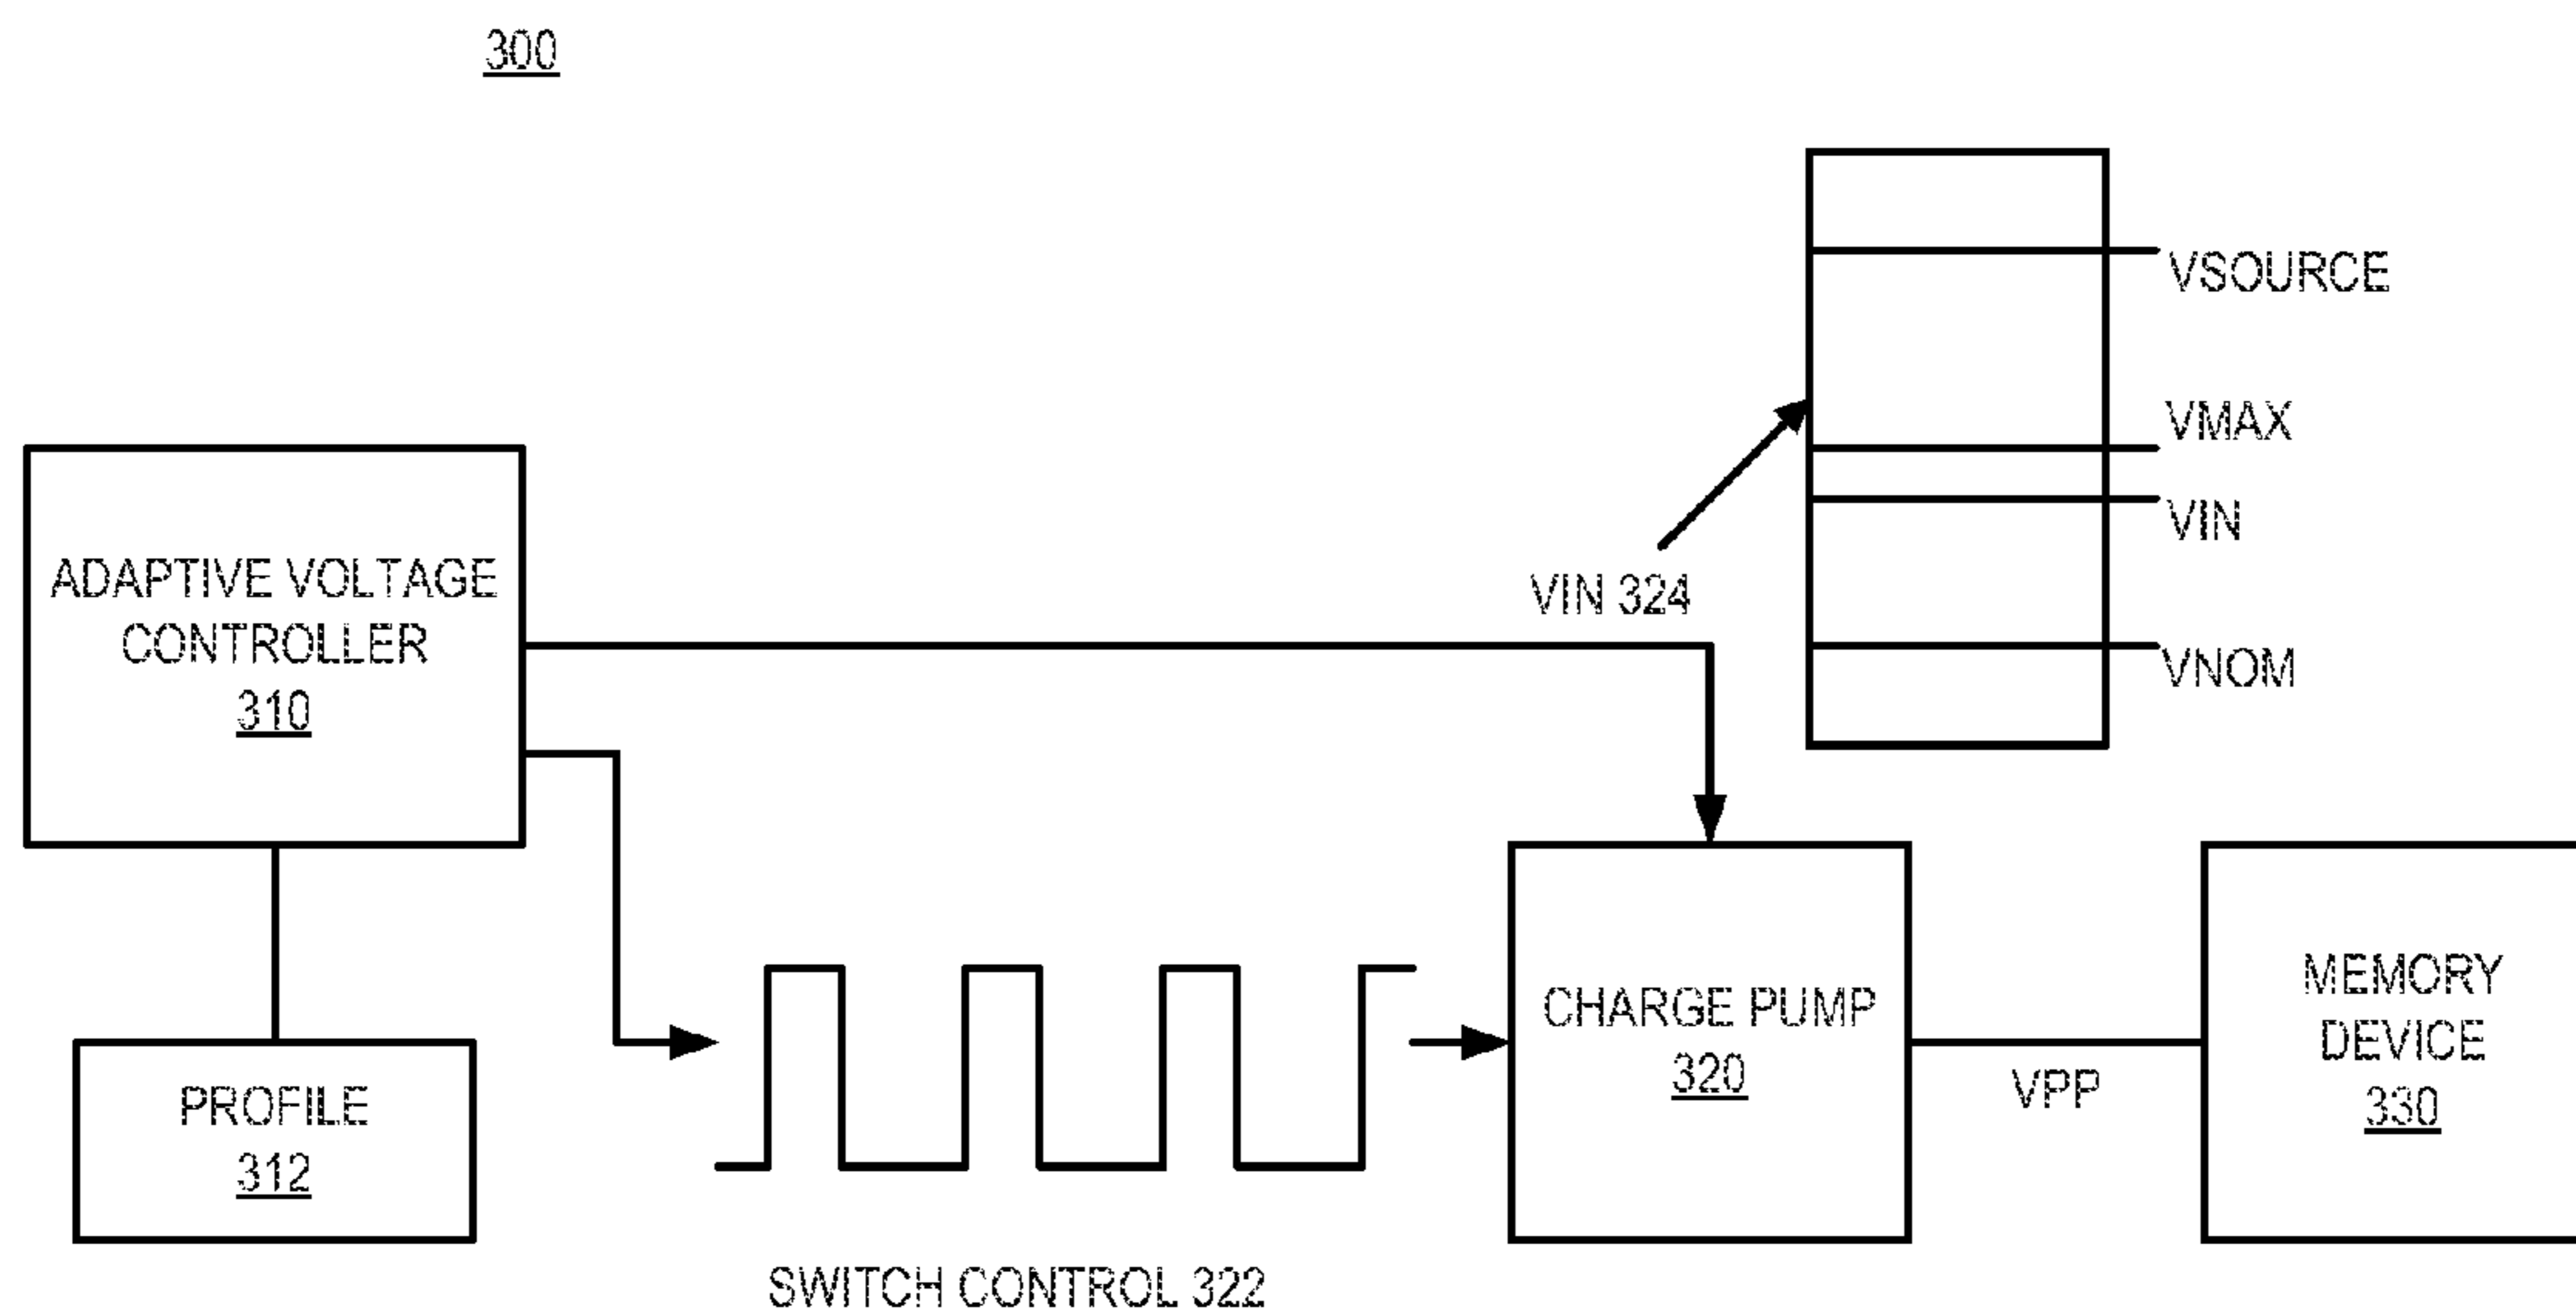 300
VSOURCE
VMAX
VIN
VNOM
VIN 324
ADAPTIVE VOLTAGE
CONTROLLER
310
PROFILE
312
SWITCH CONTROL 322
CHARGE PUMP
320
VPP
MEMORY
DEVICE
330